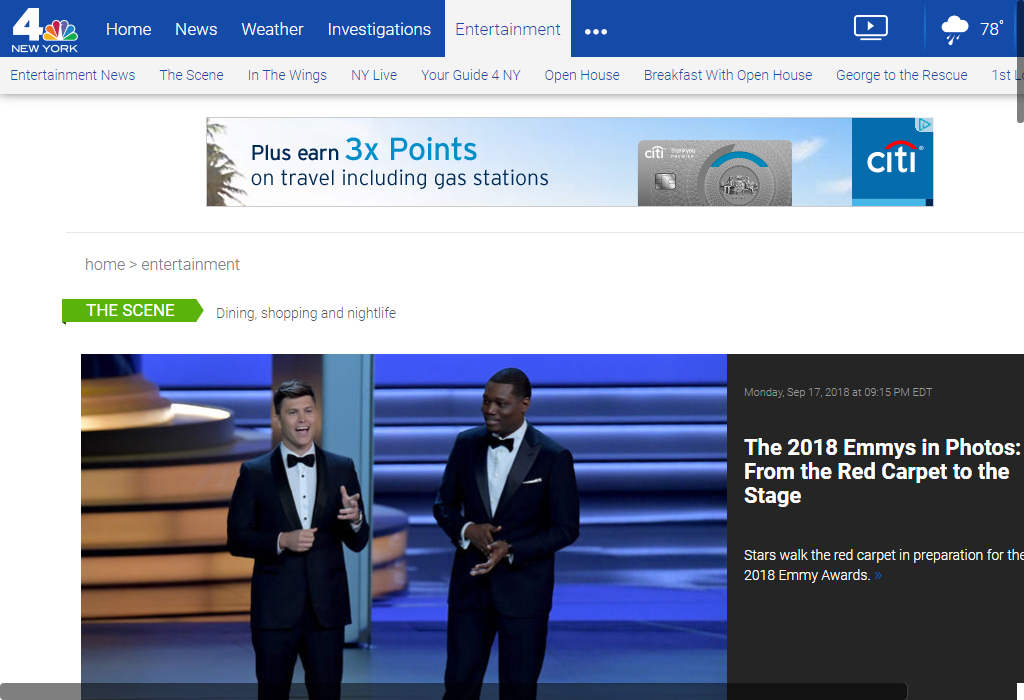 4
NEW YORK
Home News Weather Investigations Entertainment ••• 78°
Entertainment News The Scene In The Wings NY Live Your Guide 4 NY Open House Breakfast With Open House George to the Rescue 1st Lo
Plus earn 3x Points
on travel including gas stations
citi thankyou
PREMIER
citi
home > entertainment
THE SCENE Dining, shopping and nightlife
Monday, Sep 17, 2018 at 09:15 PM EDT
The 2018 Emmys in Photos:
From the Red Carpet to the
Stage
Stars walk the red carpet in preparation for the
2018 Emmy Awards. »